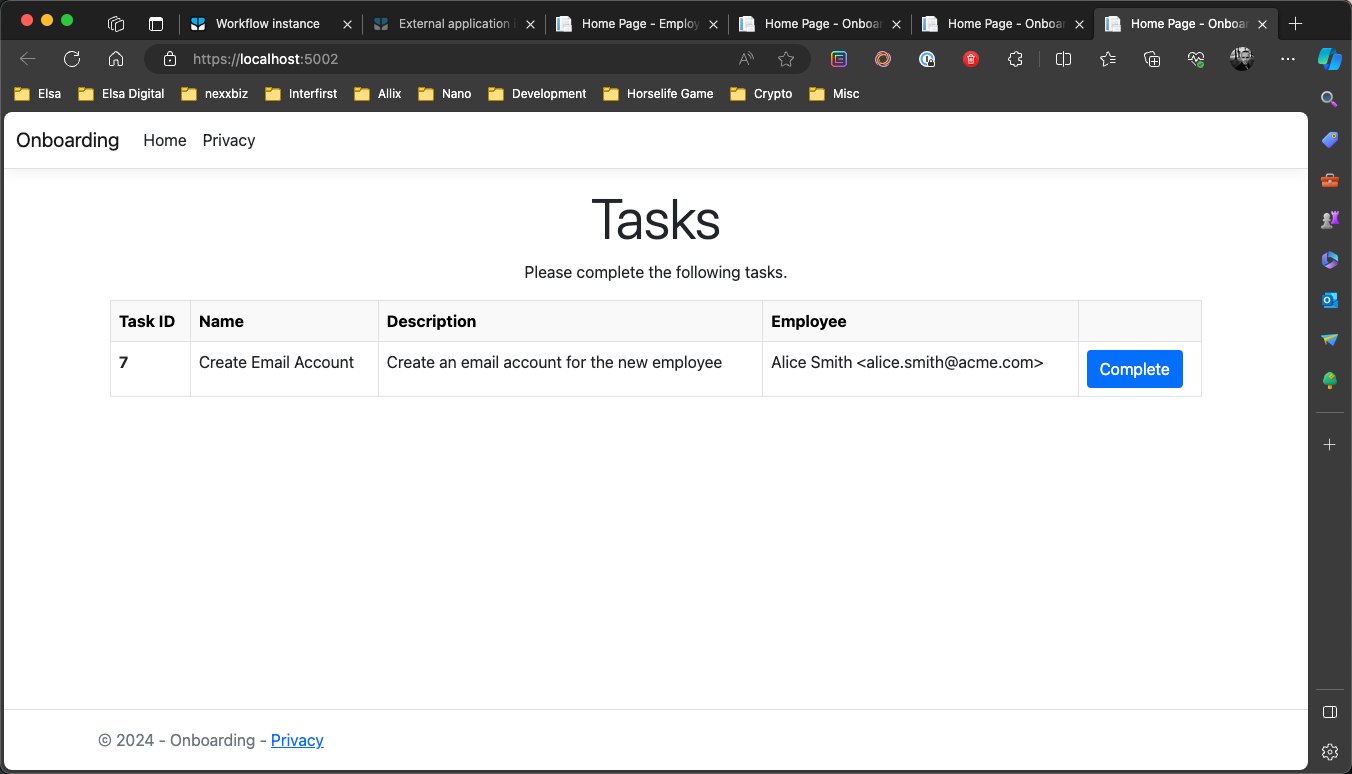 Workflow instance
External application i
Home Page - Employ
Home Page - Onboar
Home Page - Onboar
Home Page - Onboar
https://localhost:5002
Elsa Elsa Digital nexxbiz Interfirst Allix Nano Development Horselife Game Crypto Misc
Onboarding Home Privacy
Tasks
Please complete the following tasks.
Task ID Name Description Employee
7 Create Email Account Create an email account for the new employee Alice Smith <alice.smith@acme.com> Complete
© 2024 - Onboarding - Privacy